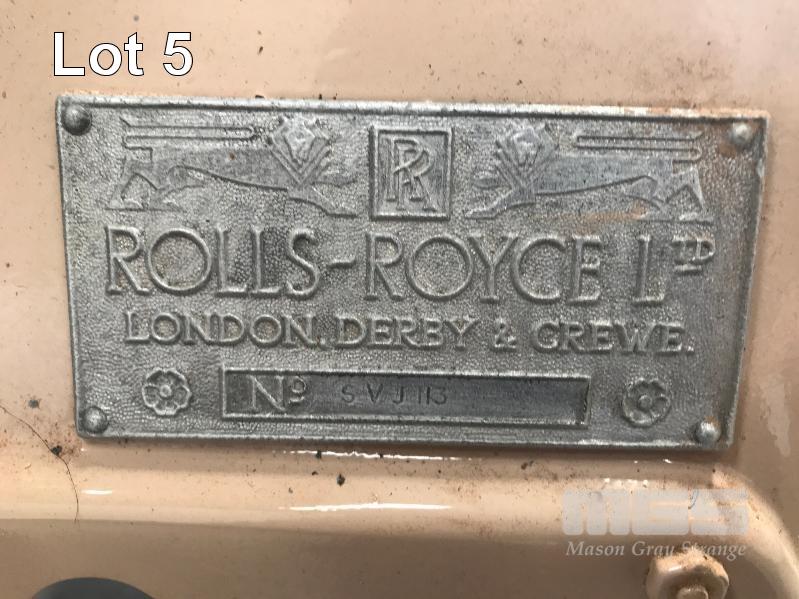 Lot 5
RR
ROLLS-ROYCE LTD
LONDON, DERBY & CREWE.
No SVJ113
MGS
Mason Gray Strange